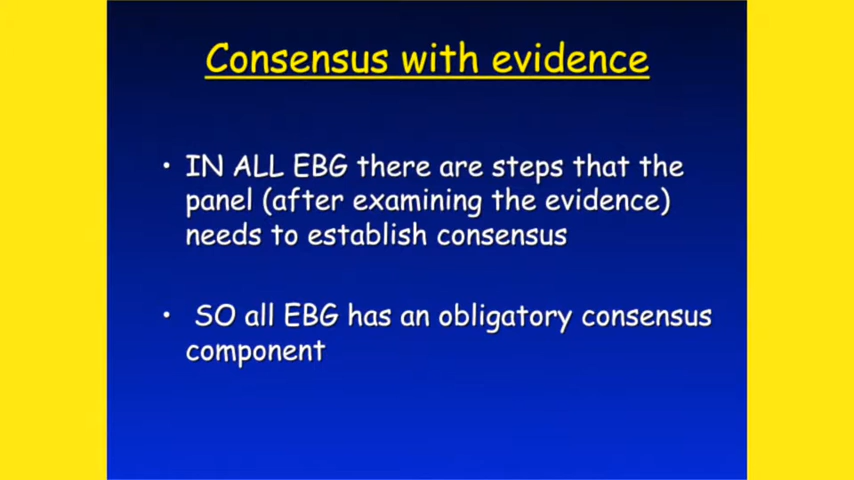 Consensus with evidence
• IN ALL EBG there are steps that the
panel (after examining the evidence)
needs to establish consensus
• SO all EBG has an obligatory consensus
component